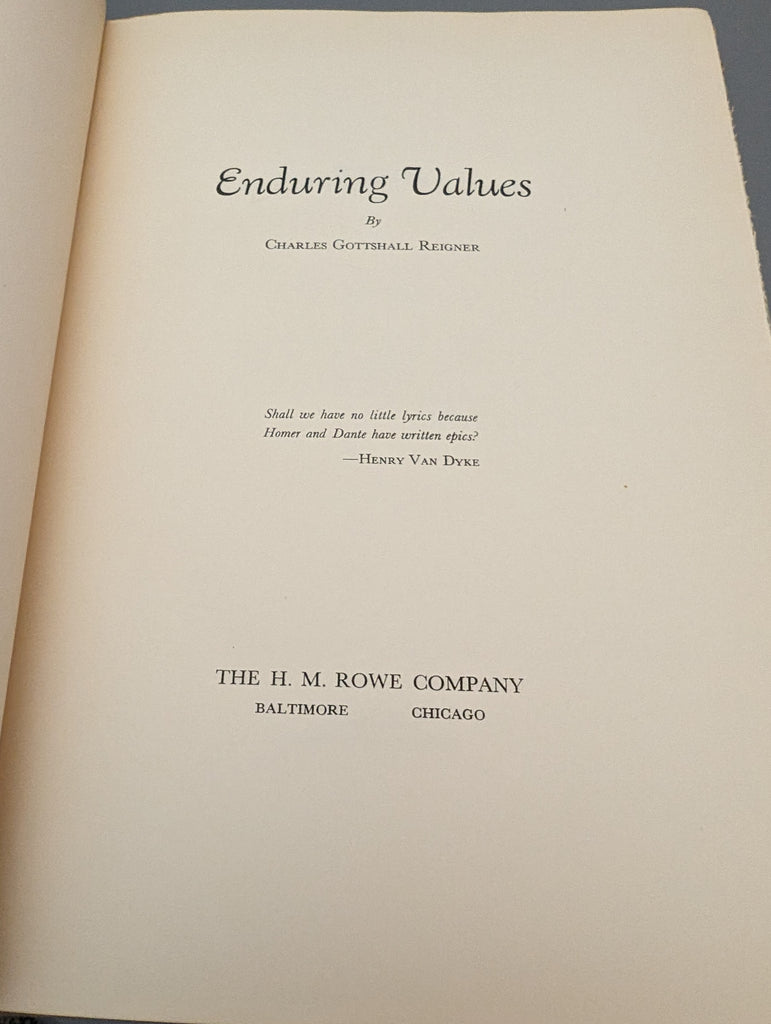 Enduring Values
By
Charles Gottshall Reigner
Shall we have no little lyrics because
Homer and Dante have written epics?
—Henry Van Dyke
THE H. M. ROWE COMPANY
BALTIMORE CHICAGO